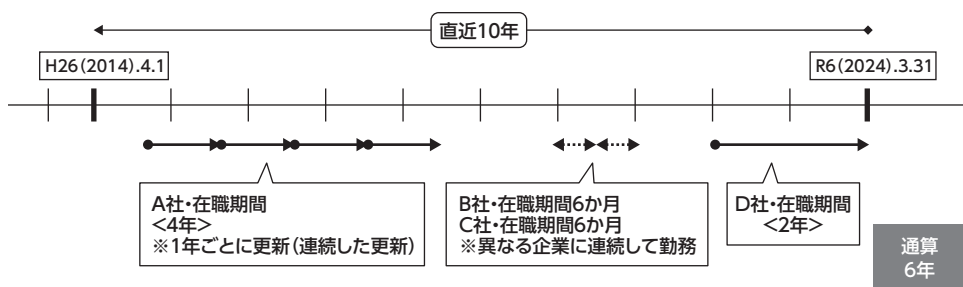 直近10年
H26(2014).4.1
R6(2024).3.31
A社・在職期間
<4年>
※1年ごとに更新(連続した更新)
B社・在職期間6か月
C社・在職期間6か月
※異なる企業に連続して勤務
D社・在職期間
<2年>
通算
6年